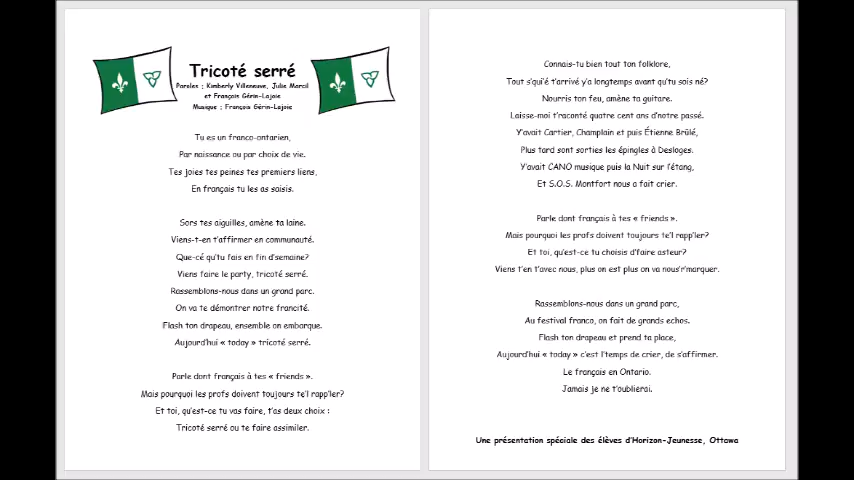 Tricoté serré
Paroles ; Kimberly Villeneuve, Julie Marcil
et François Gérin-Lajoie
Musique ; François Gérin-Lajoie
Tu es un franco-ontarien,
Par naissance ou par choix de vie.
Tes joies tes peines tes premiers liens,
En français tu les as saisis.
Sors tes aiguilles, amène ta laine.
Viens-t-en t'affirmer en communauté.
Que-cé qu'tu fais en fin d'semaine?
Viens faire le party, tricoté serré.
Rassemblons-nous dans un grand parc.
On va te démontrer notre francité.
Flash ton drapeau, ensemble on embarque.
Aujourd'hui « today » tricoté serré.
Parle dont français à tes « friends ».
Mais pourquoi les profs doivent toujours te'l rapp'ler?
Et toi, qu'est-ce tu vas faire, t'as deux choix :
Tricoté serré ou te faire assimiler.
Connais-tu bien tout ton folklore,
Tout s'qui'é t'arrivé y'a longtemps avant qu'tu sois né?
Nourris ton feu, amène ta guitare.
Laisse-moi t'raconté quatre cent ans d'notre passé.
Y'avait Cartier, Champlain et puis Étienne Brûlé,
Plus tard sont sorties les épingles à Desloges.
Y'avait CANO musique puis la Nuit sur l'étang,
Et S.O.S. Montfort nous a fait crier.
Parle dont français à tes « friends ».
Mais pourquoi les profs doivent toujours te'l rapp'ler?
Et toi, qu'est-ce tu choisis d'faire asteur?
Viens t'en t'avec nous, plus on est plus on va nous'r'marquer.
Rassemblons-nous dans un grand parc,
Au festival franco, on fait de grands echos.
Flash ton drapeau et prend ta place,
Aujourd'hui « today » c'est l'temps de crier, de s'affirmer.
Le français en Ontario.
Jamais je ne t'oublierai.
Une présentation spéciale des élèves d'Horizon-Jeunesse, Ottawa